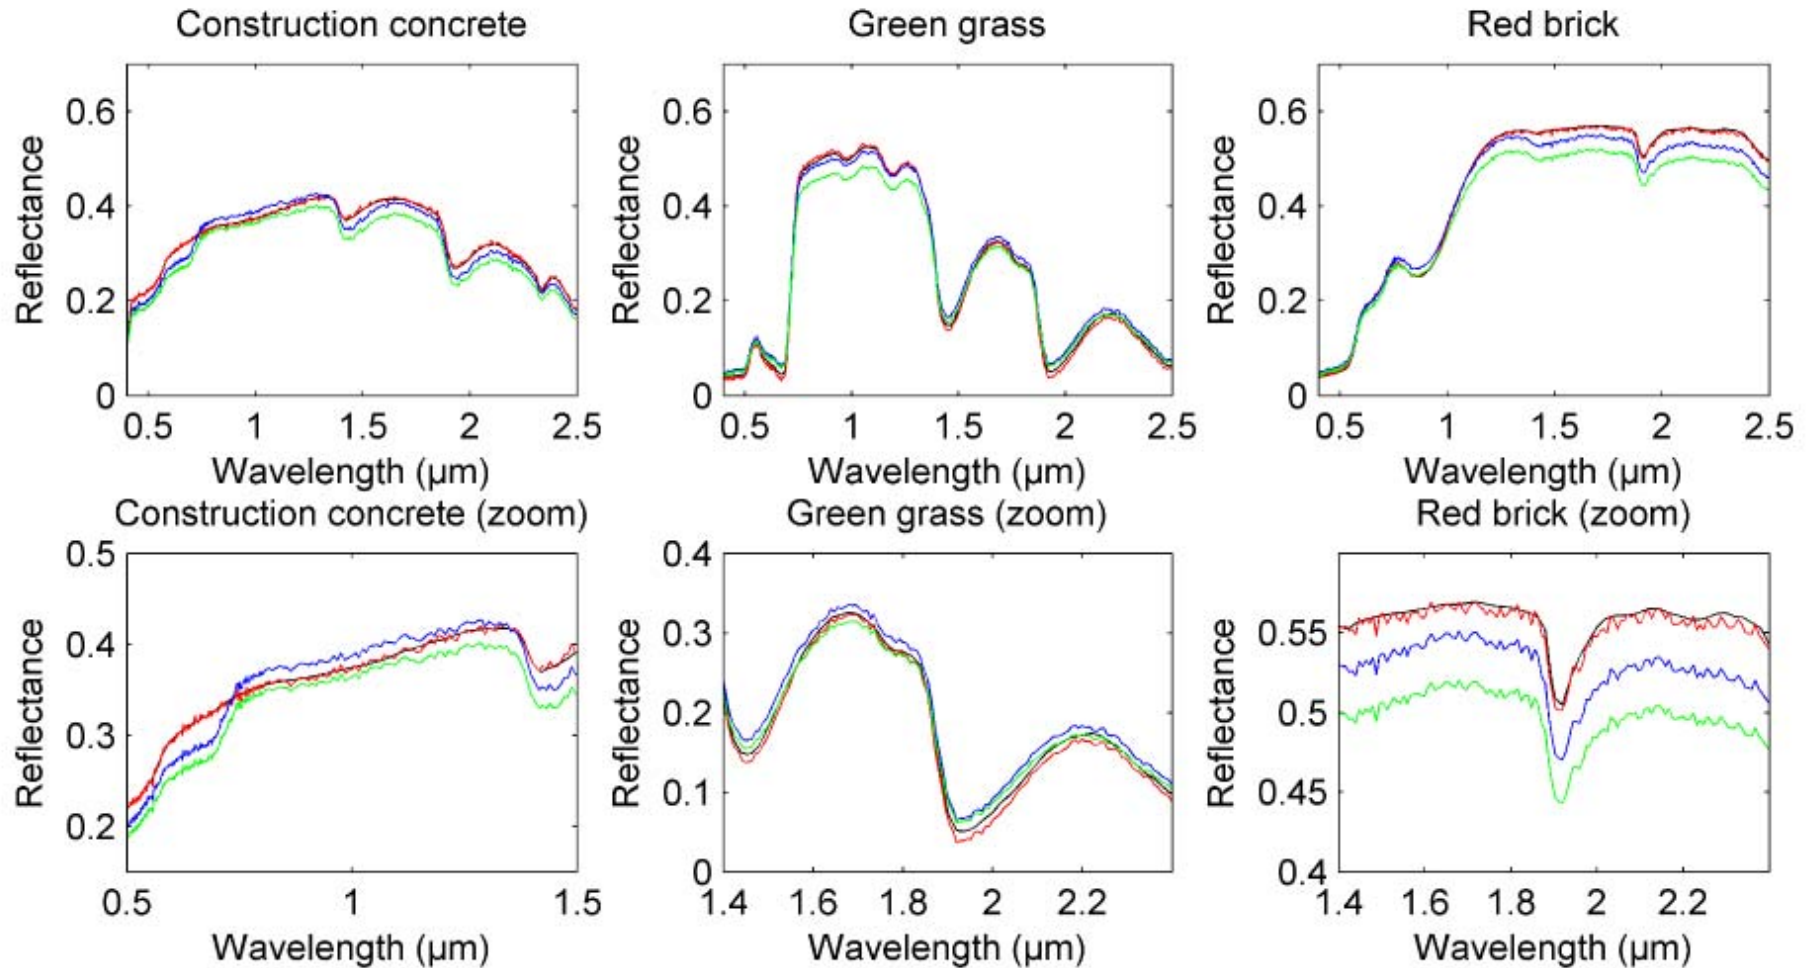 Construction concrete
Green grass
Red brick
0.6
0.4
0.2
0
Reflectance
0.5
1
1.5
2
2.5
Wavelength (µm)
0.6
0.4
0.2
0
Reflectance
0.5
1
1.5
2
2.5
Wavelength (µm)
0.6
0.4
0.2
0
Reflectance
0.5
1
1.5
2
2.5
Wavelength (µm)
Construction concrete (zoom)
Green grass (zoom)
Red brick (zoom)
0.5
0.4
0.3
0.2
Reflectance
0.5
1
1.5
Wavelength (µm)
0.4
0.3
0.2
0.1
0
Reflectance
1.4
1.6
1.8
2
2.2
Wavelength (µm)
0.55
0.5
0.45
0.4
Reflectance
1.4
1.6
1.8
2
2.2
Wavelength (µm)